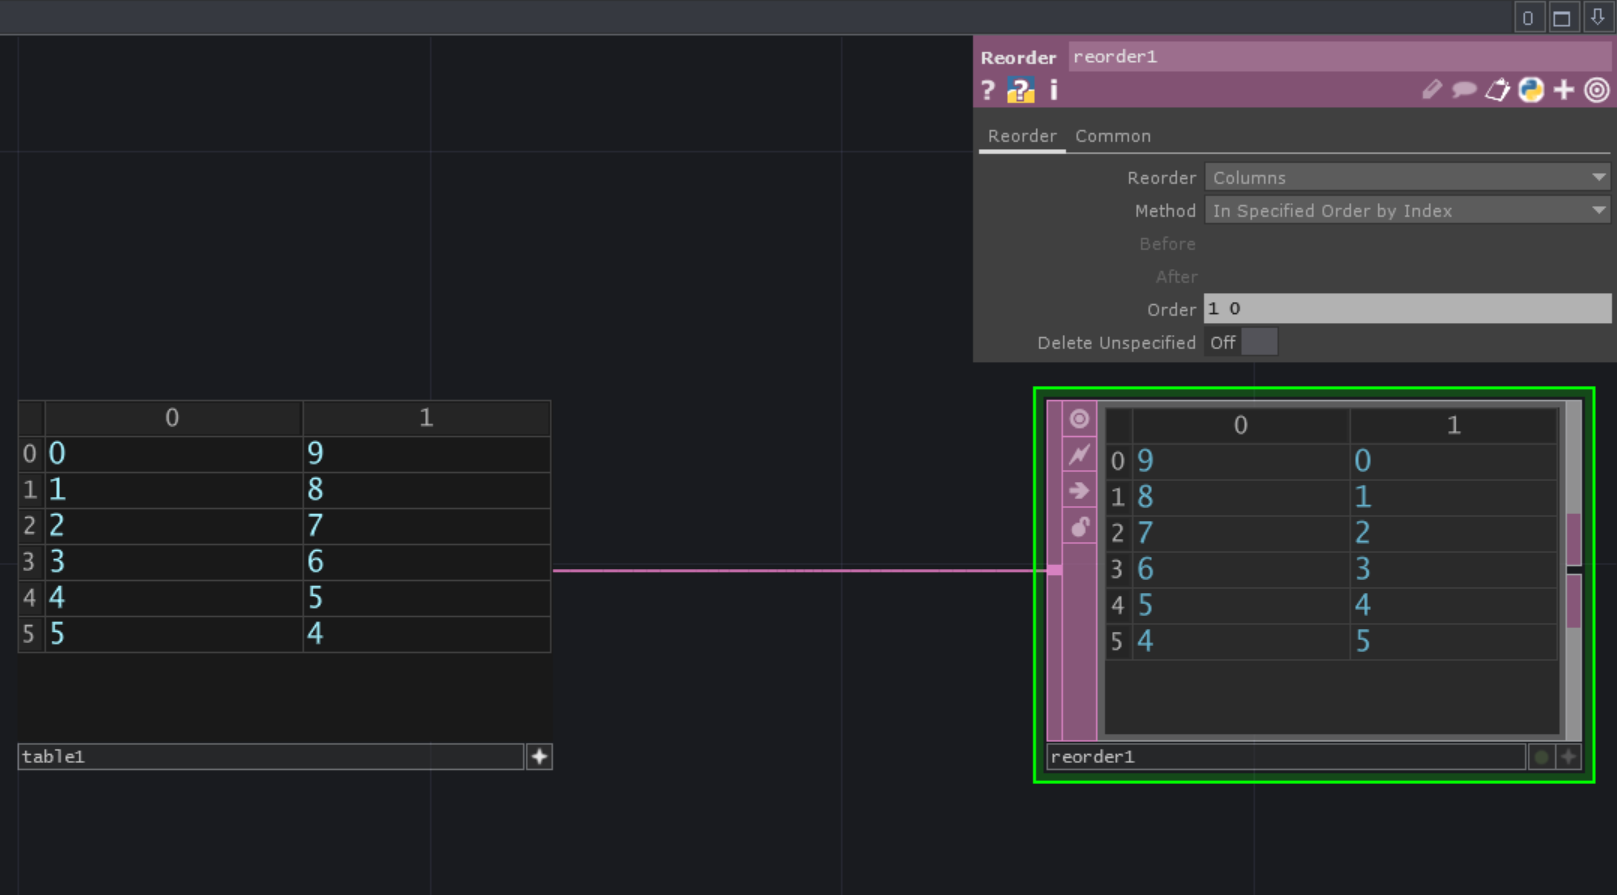 0
Reorder reorder1
? ? i
Reorder Common
Reorder Columns
Method In Specified Order by Index
Before
After
Order 1 0
Delete Unspecified Off
0 1
0 0 9
1 1 8
2 2 7
3 3 6
4 4 5
5 5 4
table1
0 1
0 9 0
1 8 1
2 7 2
3 6 3
4 5 4
5 4 5
reorder1